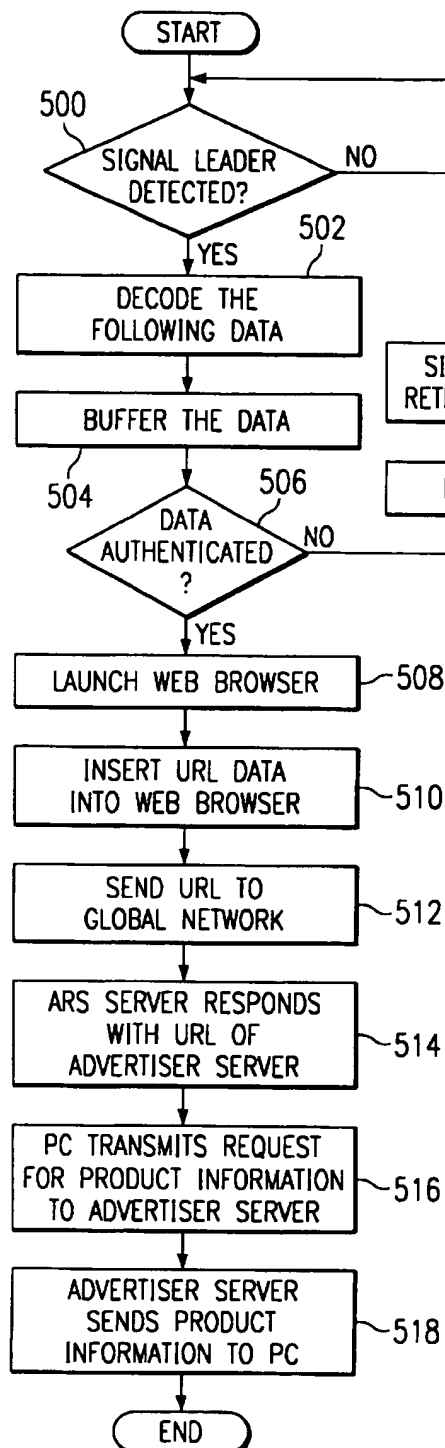 START
500
SIGNAL LEADER
DETECTED?
NO
YES
502
DECODE THE
FOLLOWING DATA
BUFFER THE DATA
504
506
DATA
AUTHENTICATED
?
NO
YES
LAUNCH WEB BROWSER
508
INSERT URL DATA
INTO WEB BROWSER
510
SEND URL TO
GLOBAL NETWORK
512
ARS SERVER RESPONDS
WITH URL OF
ADVERTISER SERVER
514
PC TRANSMITS REQUEST
FOR PRODUCT INFORMATION
TO ADVERTISER SERVER
516
ADVERTISER SERVER
SENDS PRODUCT
INFORMATION TO PC
518
END